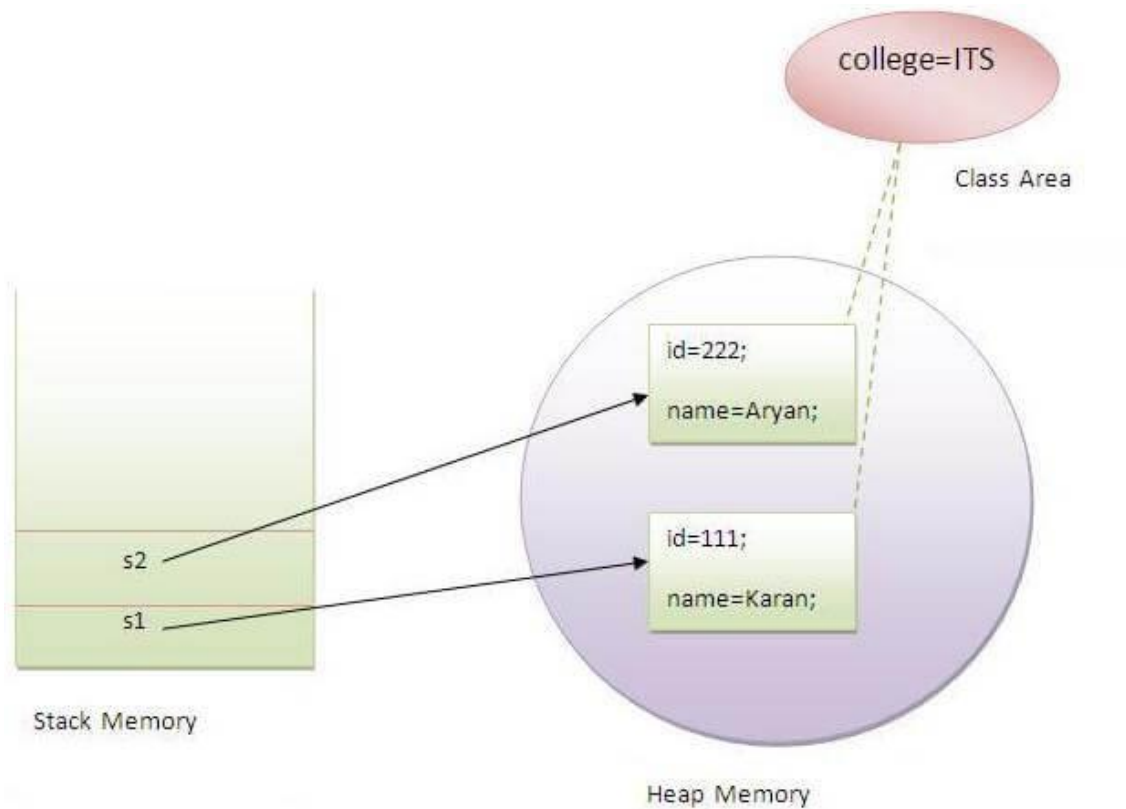 college=ITS
Class Area
id=222;
name=Aryan;
s2
id=111;
s1
name=Karan;
Stack Memory
Heap Memory